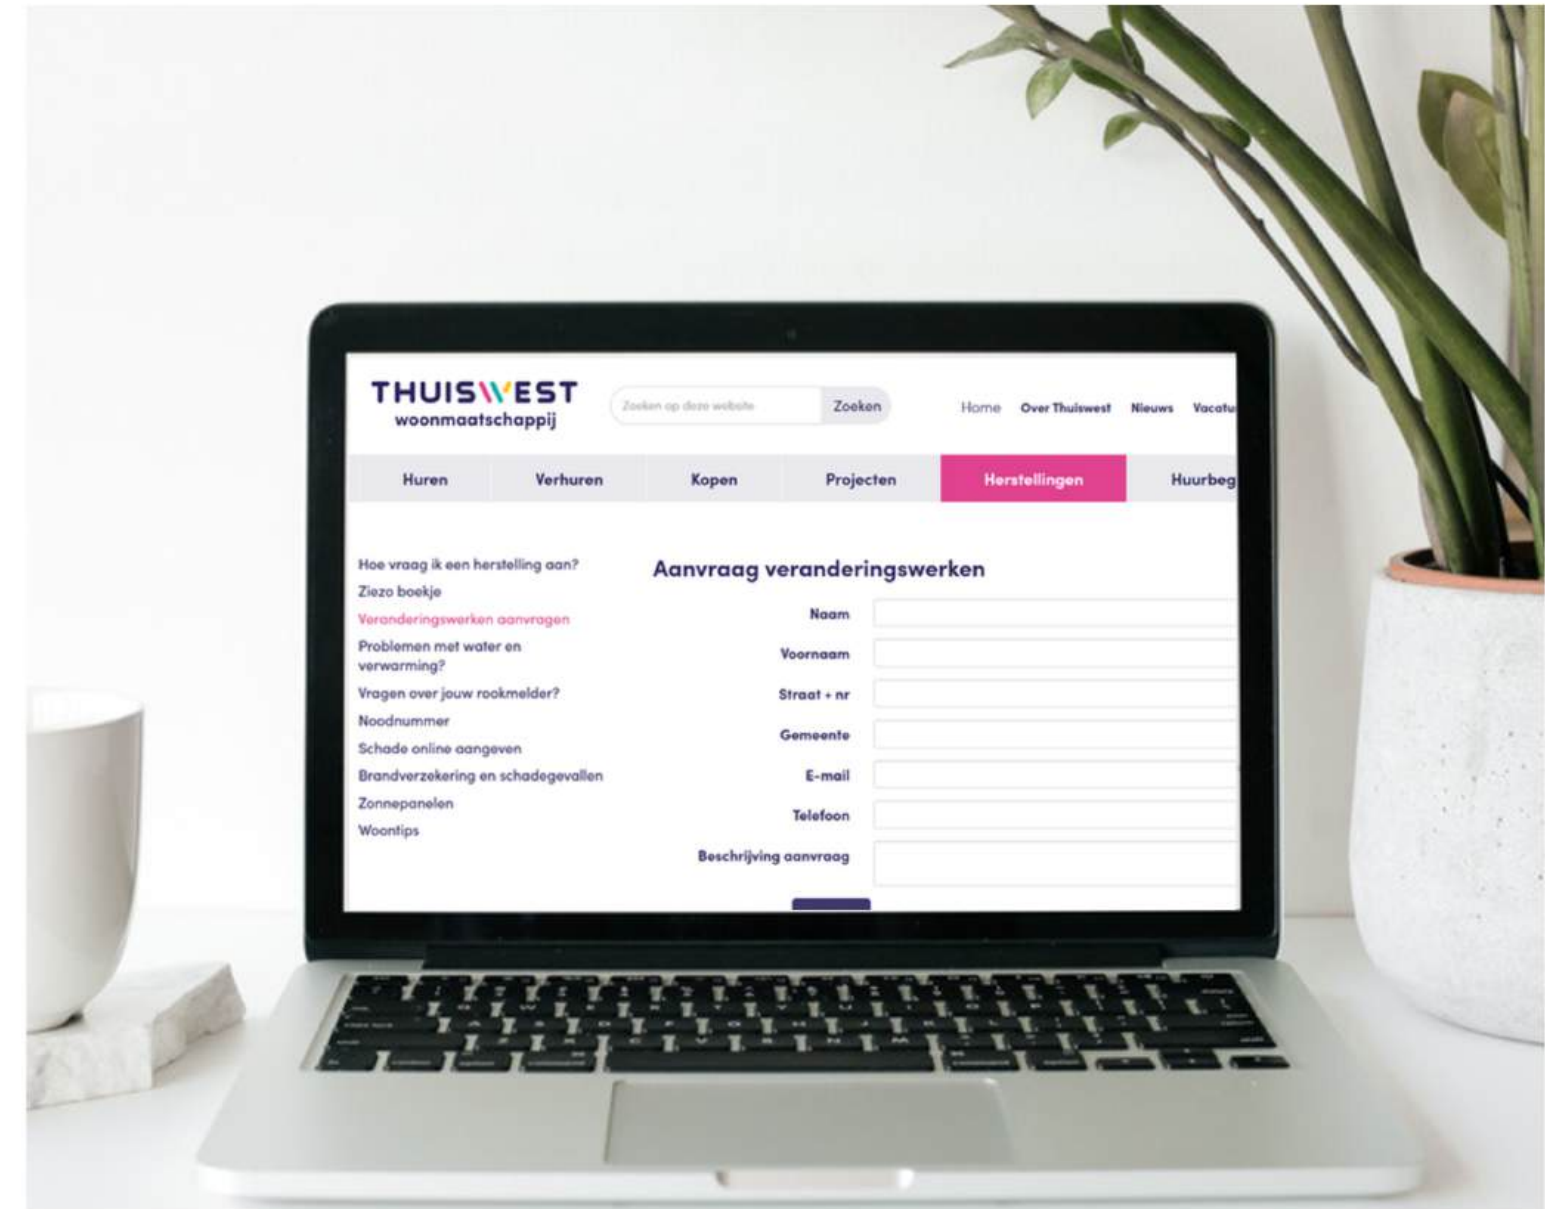 THUISWEST
woonmaatschappij
Zoeken op deze website
Zoeken
Home Over Thuiswest Nieuws Vacatu
Huren Verhuren Kopen Projecten Herstellingen Huurbeg
Hoe vraag ik een herstelling aan?
Ziezo boekje
Veranderingswerken aanvragen
Problemen met water en
verwarming?
Vragen over jouw rookmelder?
Noodnummer
Schade online aangeven
Brandverzekering en schadegevallen
Zonnepanelen
Woontips
Aanvraag veranderingswerken
Naam
Voornaam
Straat + nr
Gemeente
E-mail
Telefoon
Beschrijving aanvraag